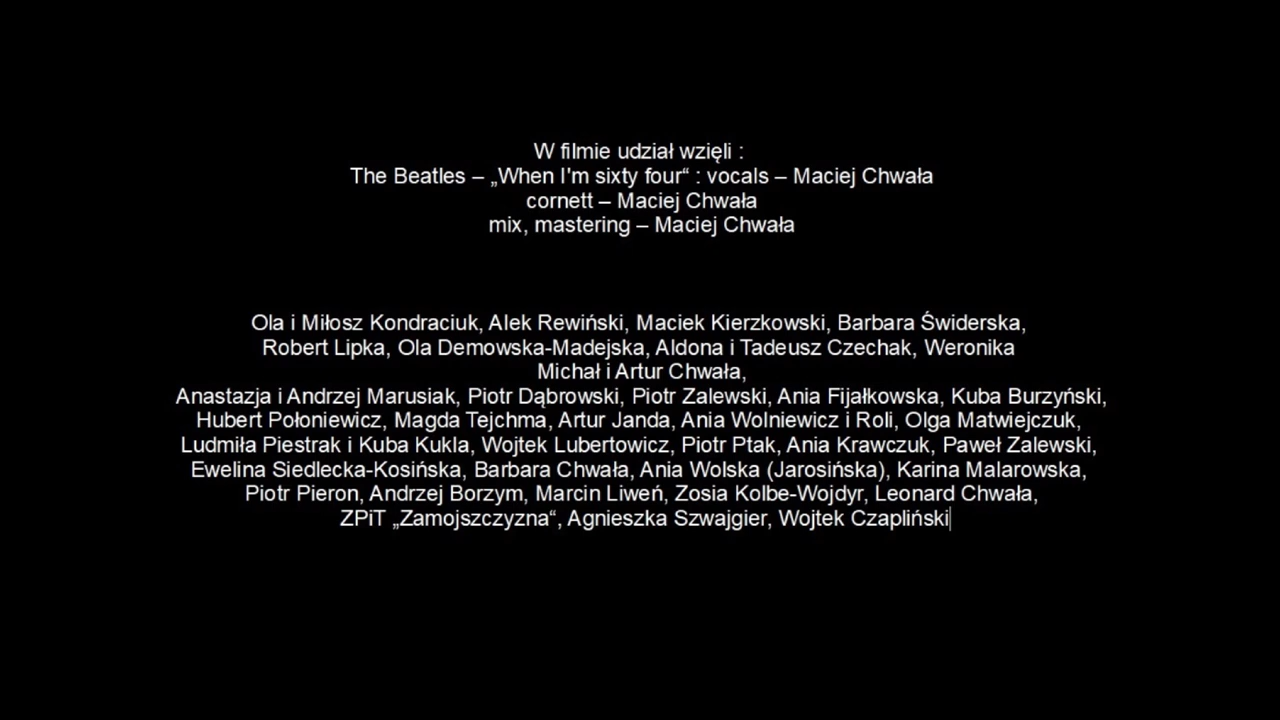 W filmie udział wzięli :
The Beatles – „When I'm sixty four“ : vocals – Maciej Chwała
cornett – Maciej Chwała
mix, mastering – Maciej Chwała
Ola i Miłosz Kondraciuk, Alek Rewiński, Maciek Kierzkowski, Barbara Świderska,
Robert Lipka, Ola Demowska-Madejska, Aldona i Tadeusz Czechak, Weronika
Michał i Artur Chwała,
Anastazja i Andrzej Marusiak, Piotr Dąbrowski, Piotr Zalewski, Ania Fijałkowska, Kuba Burzyński,
Hubert Połoniewicz, Magda Tejchma, Artur Janda, Ania Wolniewicz i Roli, Olga Matwiejczuk,
Ludmiła Piestrak i Kuba Kukla, Wojtek Lubertowicz, Piotr Ptak, Ania Krawczuk, Paweł Zalewski,
Ewelina Siedlecka-Kosińska, Barbara Chwała, Ania Wolska (Jarosińska), Karina Malarowska,
Piotr Pieron, Andrzej Borzym, Marcin Liweń, Zosia Kolbe-Wojdyr, Leonard Chwała,
ZPiT „Zamojszczyzna“, Agnieszka Szwajgier, Wojtek Czapliński